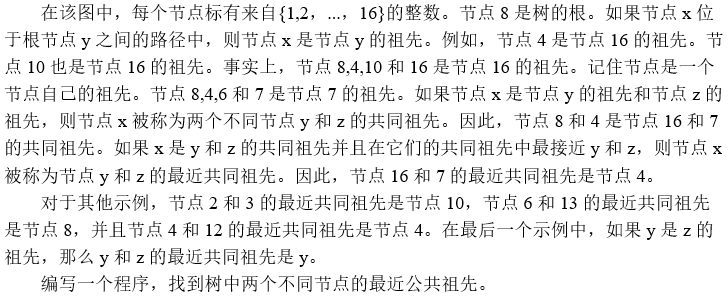 在该图中，每个节点标有来自{1,2，...，16}的整数。节点 8 是树的根。如果节点 x 位
于根节点 y 之间的路径中，则节点 x 是节点 y 的祖先。例如，节点 4 是节点 16 的祖先。节
点 10 也是节点 16 的祖先。事实上，节点 8,4,10 和 16 是节点 16 的祖先。记住节点是一个
节点自己的祖先。节点 8,4,6 和 7 是节点 7 的祖先。如果节点 x 是节点 y 的祖先和节点 z 的
祖先，则节点 x 被称为两个不同节点 y 和 z 的共同祖先。因此，节点 8 和 4 是节点 16 和 7
的共同祖先。如果 x 是 y 和 z 的共同祖先并且在它们的共同祖先中最接近 y 和 z，则节点 x
被称为节点 y 和 z 的最近共同祖先。因此，节点 16 和 7 的最近共同祖先是节点 4。
对于其他示例，节点 2 和 3 的最近共同祖先是节点 10，节点 6 和 13 的最近共同祖先
是节点 8，并且节点 4 和 12 的最近共同祖先是节点 4。在最后一个示例中，如果 y 是 z 的
祖先，那么 y 和 z 的最近共同祖先是 y。
编写一个程序，找到树中两个不同节点的最近公共祖先。